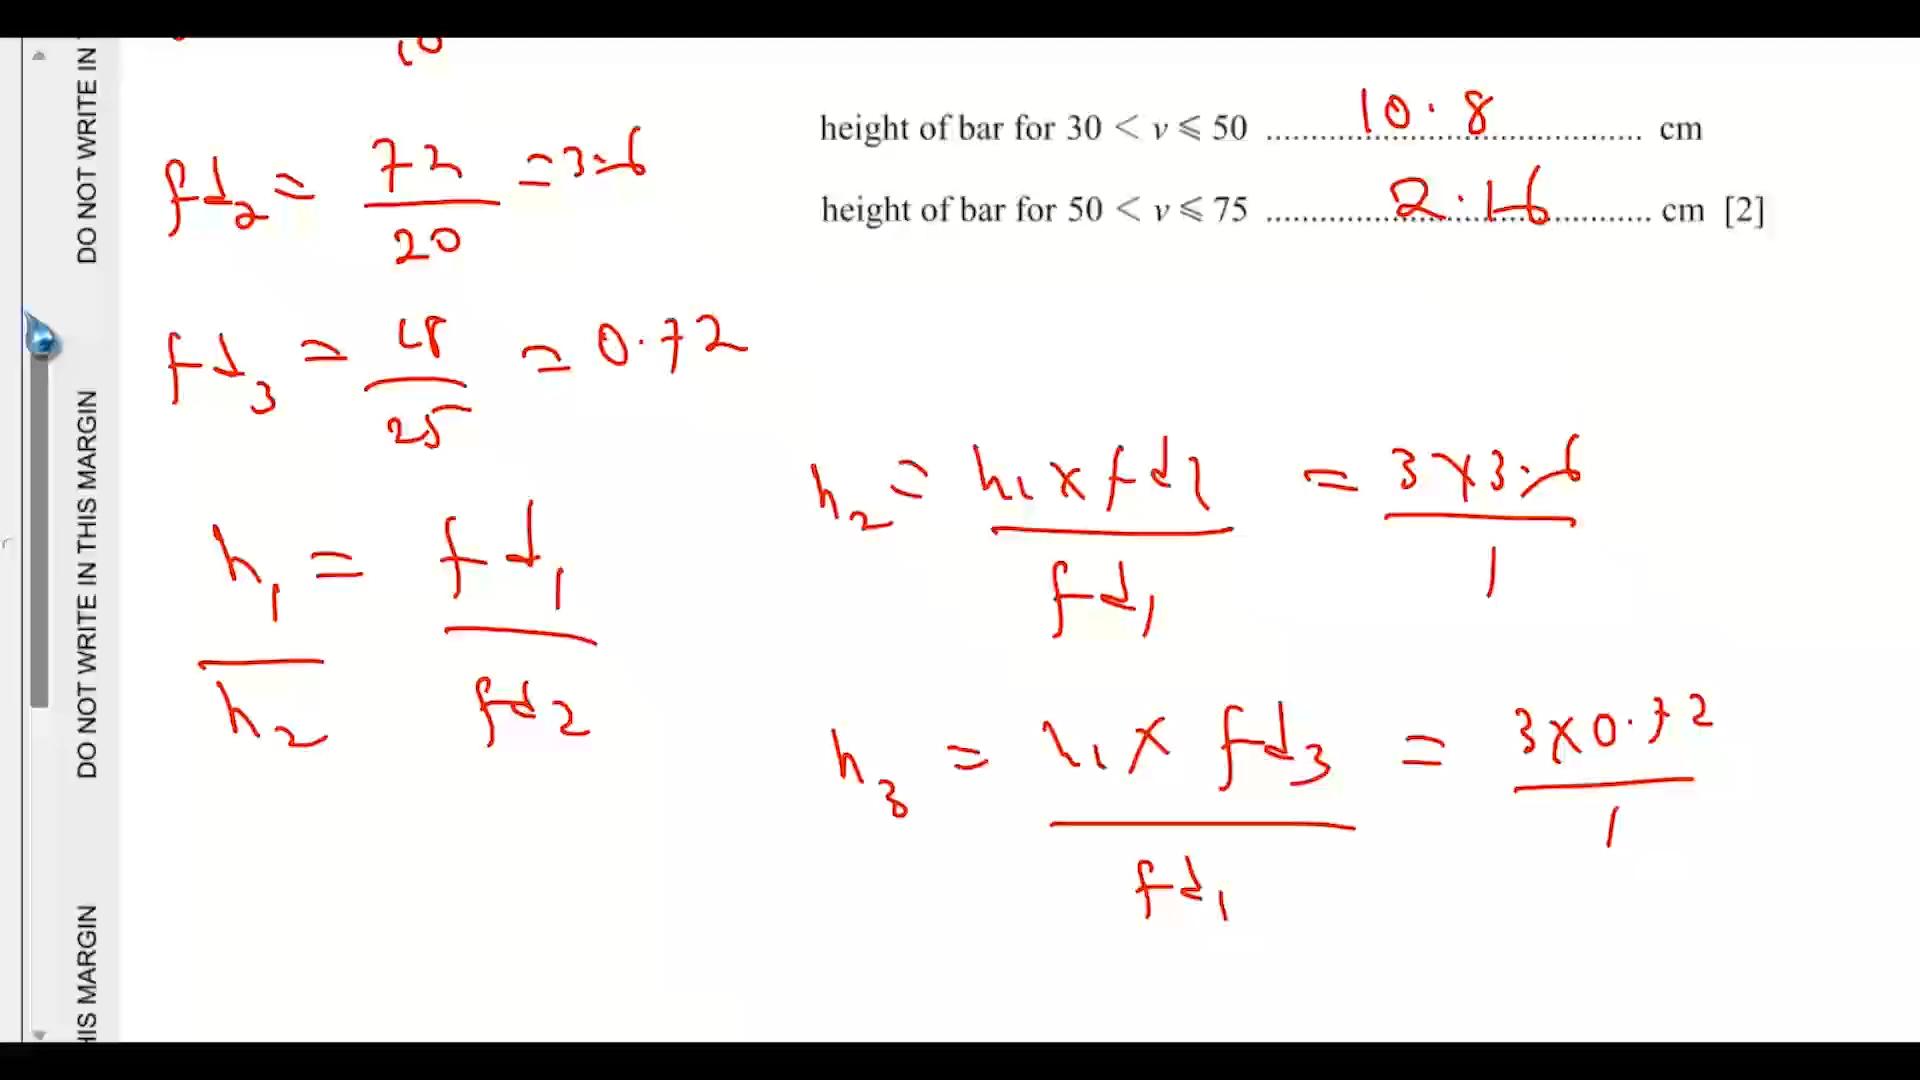 10
height of bar for 30 < v ⩽ 50 .......... 10.8 .......... cm
height of bar for 50 < v ⩽ 75 .......... 2.16 .......... cm [2]
fd₂ = 72/20 = 3.6
fd₃ = 18/25 = 0.72
h₁/h₂ = fd₁/fd₂
h₂ = h₁ × fd₂ / fd₁ = 3 × 3.6 / 1
h₃ = h₁ × fd₃ / fd₁ = 3 × 0.72 / 1
DO NOT WRITE IN
DO NOT WRITE IN THIS MARGIN
HIS MARGIN